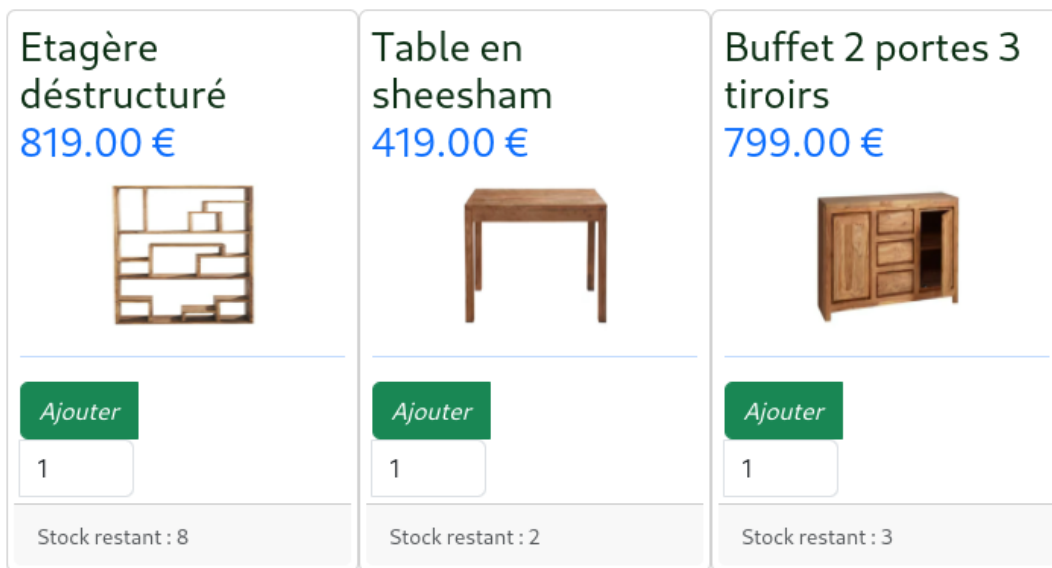 Etagère
déstructuré
819.00 €
Ajouter
1
Stock restant : 8
Table en
sheesham
419.00 €
Ajouter
1
Stock restant : 2
Buffet 2 portes 3
tiroirs
799.00 €
Ajouter
1
Stock restant : 3